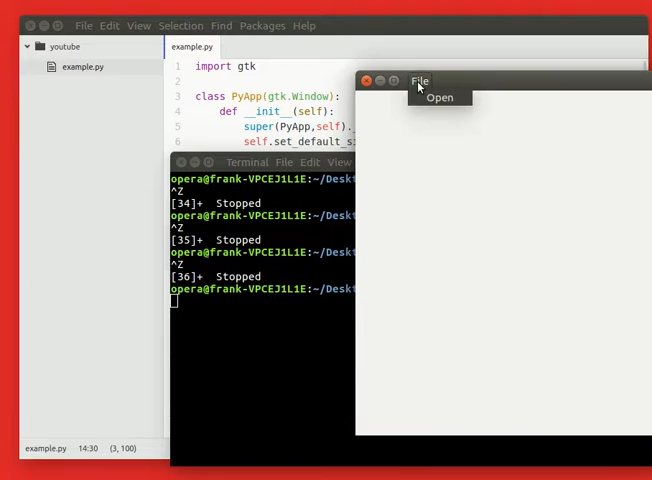 File Edit View Selection Find Packages Help
youtube
example.py
example.py
1 import gtk
2
3 class PyApp(gtk.Window):
4 def __init__(self):
5 super(PyApp,self).
6 self.set_default_si
File
Open
Terminal File Edit View
opera@frank-VPCEJ1L1E:~/Deskt
^Z
[34]+ Stopped
opera@frank-VPCEJ1L1E:~/Deskt
^Z
[35]+ Stopped
opera@frank-VPCEJ1L1E:~/Deskt
^Z
[36]+ Stopped
opera@frank-VPCEJ1L1E:~/Deskt
example.py 14:30 (3, 100)